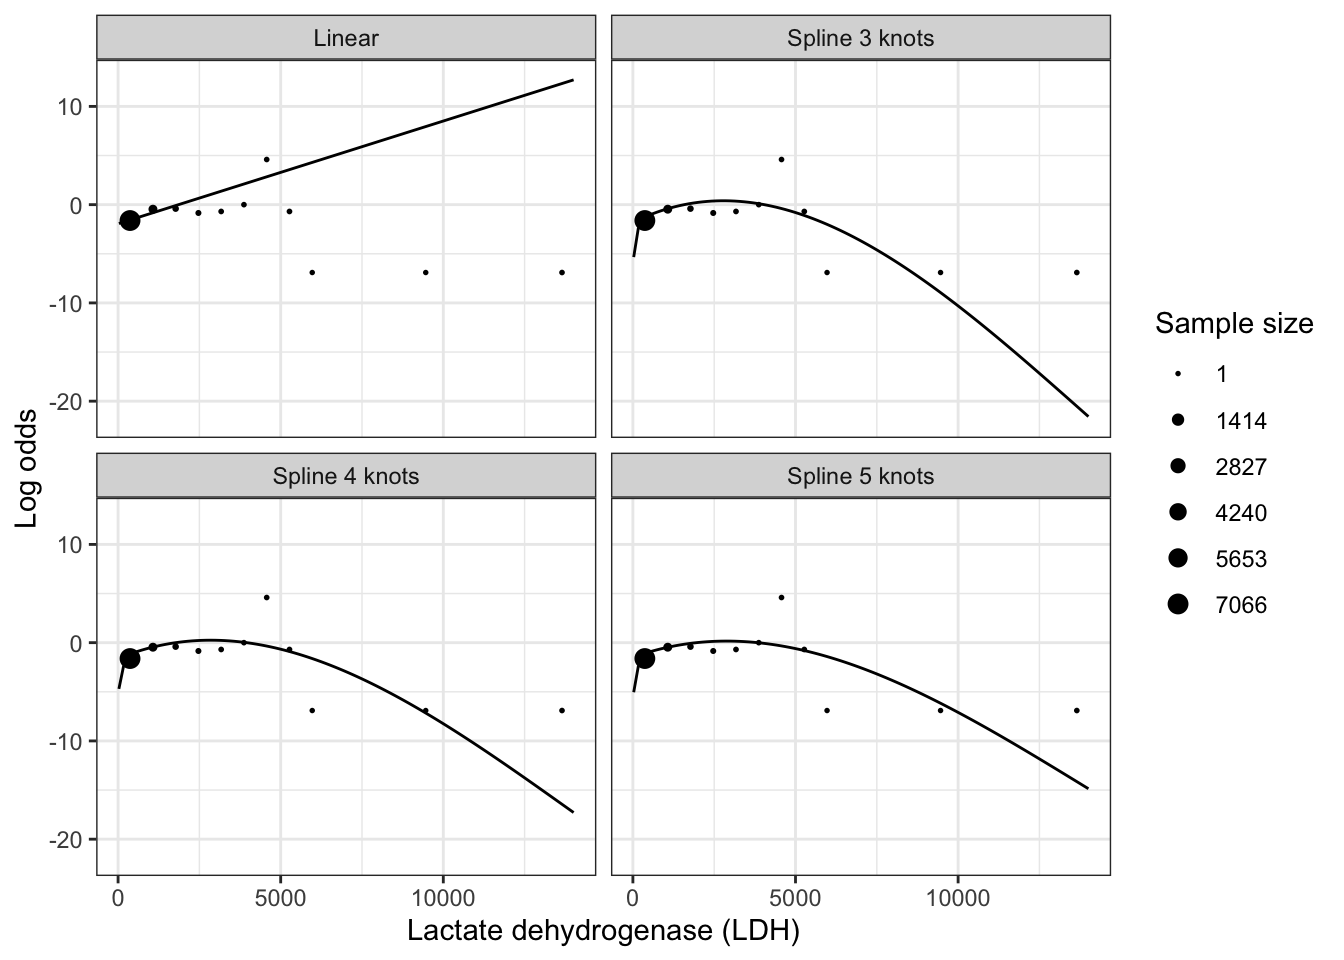 Linear
Spline 3 knots
10
0
-10
-20
Spline 4 knots
Spline 5 knots
10
0
-10
-20
0
5000
10000
0
5000
10000
Lactate dehydrogenase (LDH)
Log odds
Sample size
1
1414
2827
4240
5653
7066